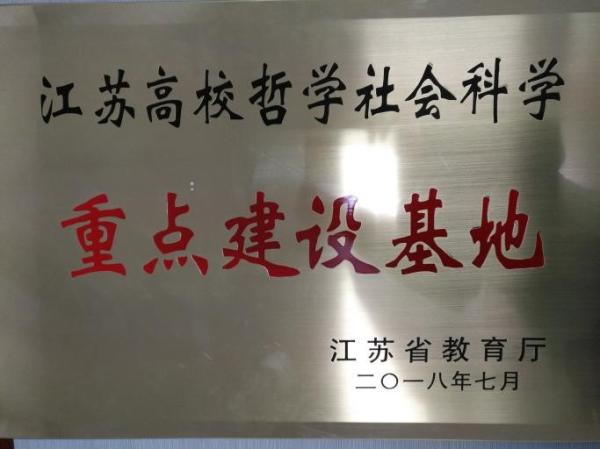 江苏高校哲学社会科学
重点建设基地
江苏省教育厅
二〇一八年七月